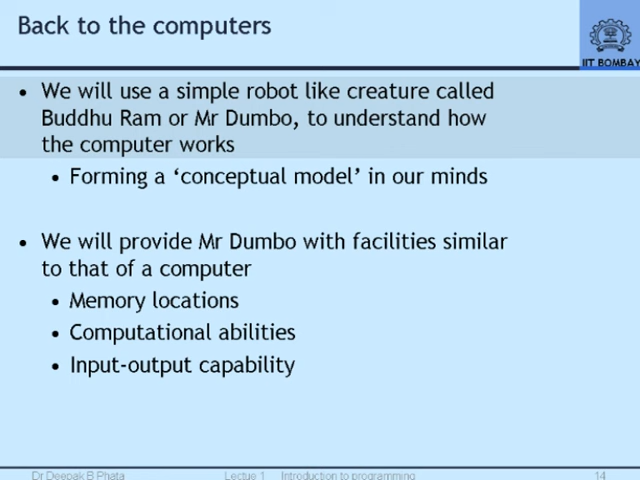 Back to the computers
IIT BOMBAY
• We will use a simple robot like creature called
Buddhu Ram or Mr Dumbo, to understand how
the computer works
• Forming a ‘conceptual model’ in our minds
• We will provide Mr Dumbo with facilities similar
to that of a computer
• Memory locations
• Computational abilities
• Input-output capability
Dr Deepak B Phata Lectue 1 Introduction to programming 14